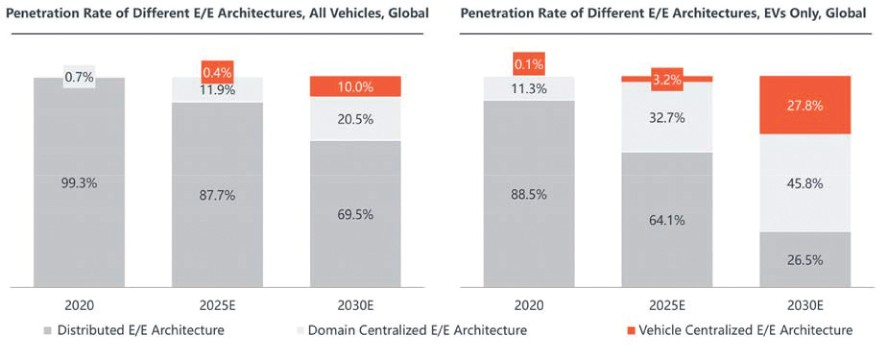 Penetration Rate of Different E/E Architectures, All Vehicles, Global
0.7%
99.3%
0.4%
11.9%
87.7%
10.0%
20.5%
69.5%
2020
2025E
2030E
Penetration Rate of Different E/E Architectures, EVs Only, Global
0.1%
11.3%
88.5%
3.2%
32.7%
64.1%
27.8%
45.8%
26.5%
2020
2025E
2030E
Distributed E/E Architecture
Domain Centralized E/E Architecture
Vehicle Centralized E/E Architecture